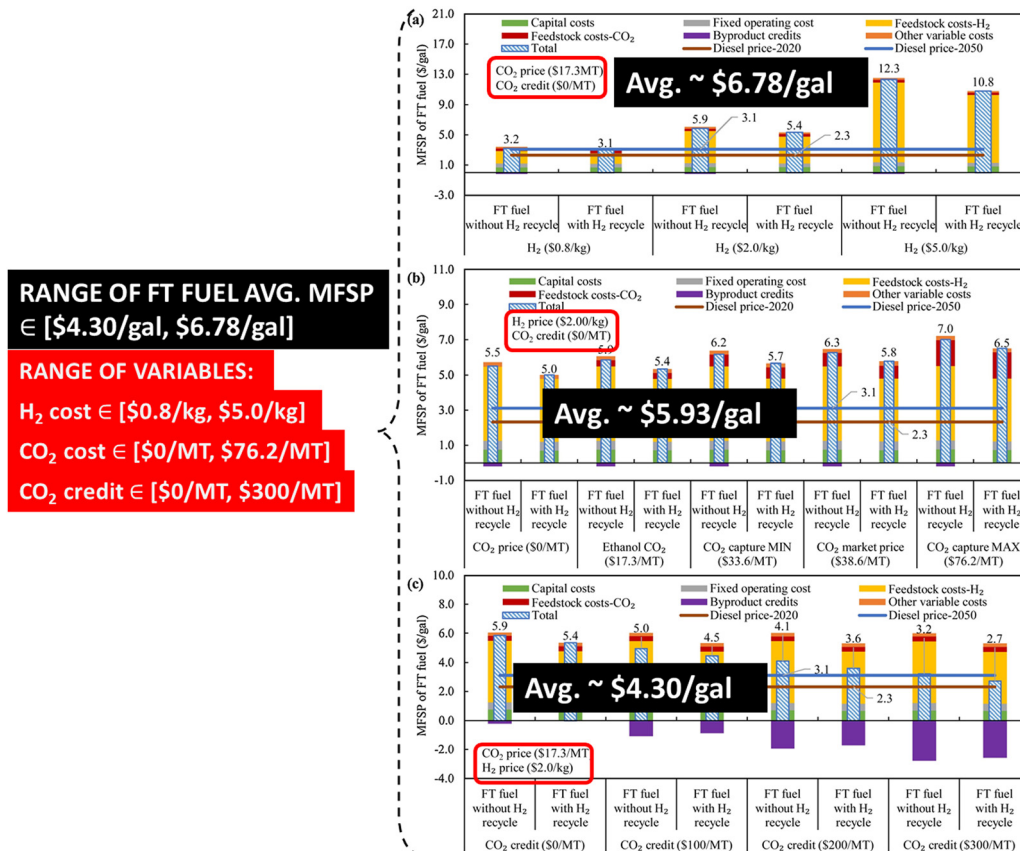 RANGE OF FT FUEL AVG. MFSP
∈ [$4.30/gal, $6.78/gal]
RANGE OF VARIABLES:
H₂ cost ∈ [$0.8/kg, $5.0/kg]
CO₂ cost ∈ [$0/MT, $76.2/MT]
CO₂ credit ∈ [$0/MT, $300/MT]
(a)
MFSP of FT fuel ($/gal)
21.0
17.0
13.0
9.0
5.0
1.0
-3.0
Capital costs
Fixed operating cost
Feedstock costs-H₂
Feedstock costs-CO₂
Byproduct credits
Other variable costs
Total
Diesel price-2020
Diesel price-2050
CO₂ price ($17.3MT)
CO₂ credit ($0/MT)
Avg. ~ $6.78/gal
3.2
3.1
5.9
3.1
5.4
2.3
12.3
10.8
FT fuel without H₂ recycle
FT fuel with H₂ recycle
FT fuel without H₂ recycle
FT fuel with H₂ recycle
FT fuel without H₂ recycle
FT fuel with H₂ recycle
H₂ ($0.8/kg)
H₂ ($2.0/kg)
H₂ ($5.0/kg)
(b)
MFSP of FT fuel ($/gal)
11.0
9.0
7.0
5.0
3.0
1.0
-1.0
Capital costs
Fixed operating cost
Feedstock costs-H₂
Feedstock costs-CO₂
Byproduct credits
Other variable costs
Total
Diesel price-2020
Diesel price-2050
H₂ price ($2.00/kg)
CO₂ credit ($0/MT)
5.5
5.0
5.9
5.4
6.2
5.7
6.3
5.8
7.0
6.5
3.1
2.3
Avg. ~ $5.93/gal
FT fuel without H₂ recycle
FT fuel with H₂ recycle
FT fuel without H₂ recycle
FT fuel with H₂ recycle
FT fuel without H₂ recycle
FT fuel with H₂ recycle
FT fuel without H₂ recycle
FT fuel with H₂ recycle
FT fuel without H₂ recycle
FT fuel with H₂ recycle
CO₂ price ($0/MT)
Ethanol CO₂ ($17.3/MT)
CO₂ capture MIN ($33.6/MT)
CO₂ market price ($38.6/MT)
CO₂ capture MAX ($76.2/MT)
(c)
MFSP of FT fuel ($/gal)
10.0
8.0
6.0
4.0
2.0
0.0
-2.0
-4.0
Capital costs
Fixed operating cost
Feedstock costs-H₂
Feedstock costs-CO₂
Byproduct credits
Other variable costs
Total
Diesel price-2020
Diesel price-2050
5.9
5.4
5.0
4.5
4.1
3.6
3.2
2.7
3.1
2.3
Avg. ~ $4.30/gal
CO₂ price ($17.3/MT)
H₂ price ($2.0/kg)
FT fuel without H₂ recycle
FT fuel with H₂ recycle
FT fuel without H₂ recycle
FT fuel with H₂ recycle
FT fuel without H₂ recycle
FT fuel with H₂ recycle
FT fuel without H₂ recycle
FT fuel with H₂ recycle
CO₂ credit ($0/MT)
CO₂ credit ($100/MT)
CO₂ credit ($200/MT)
CO₂ credit ($300/MT)